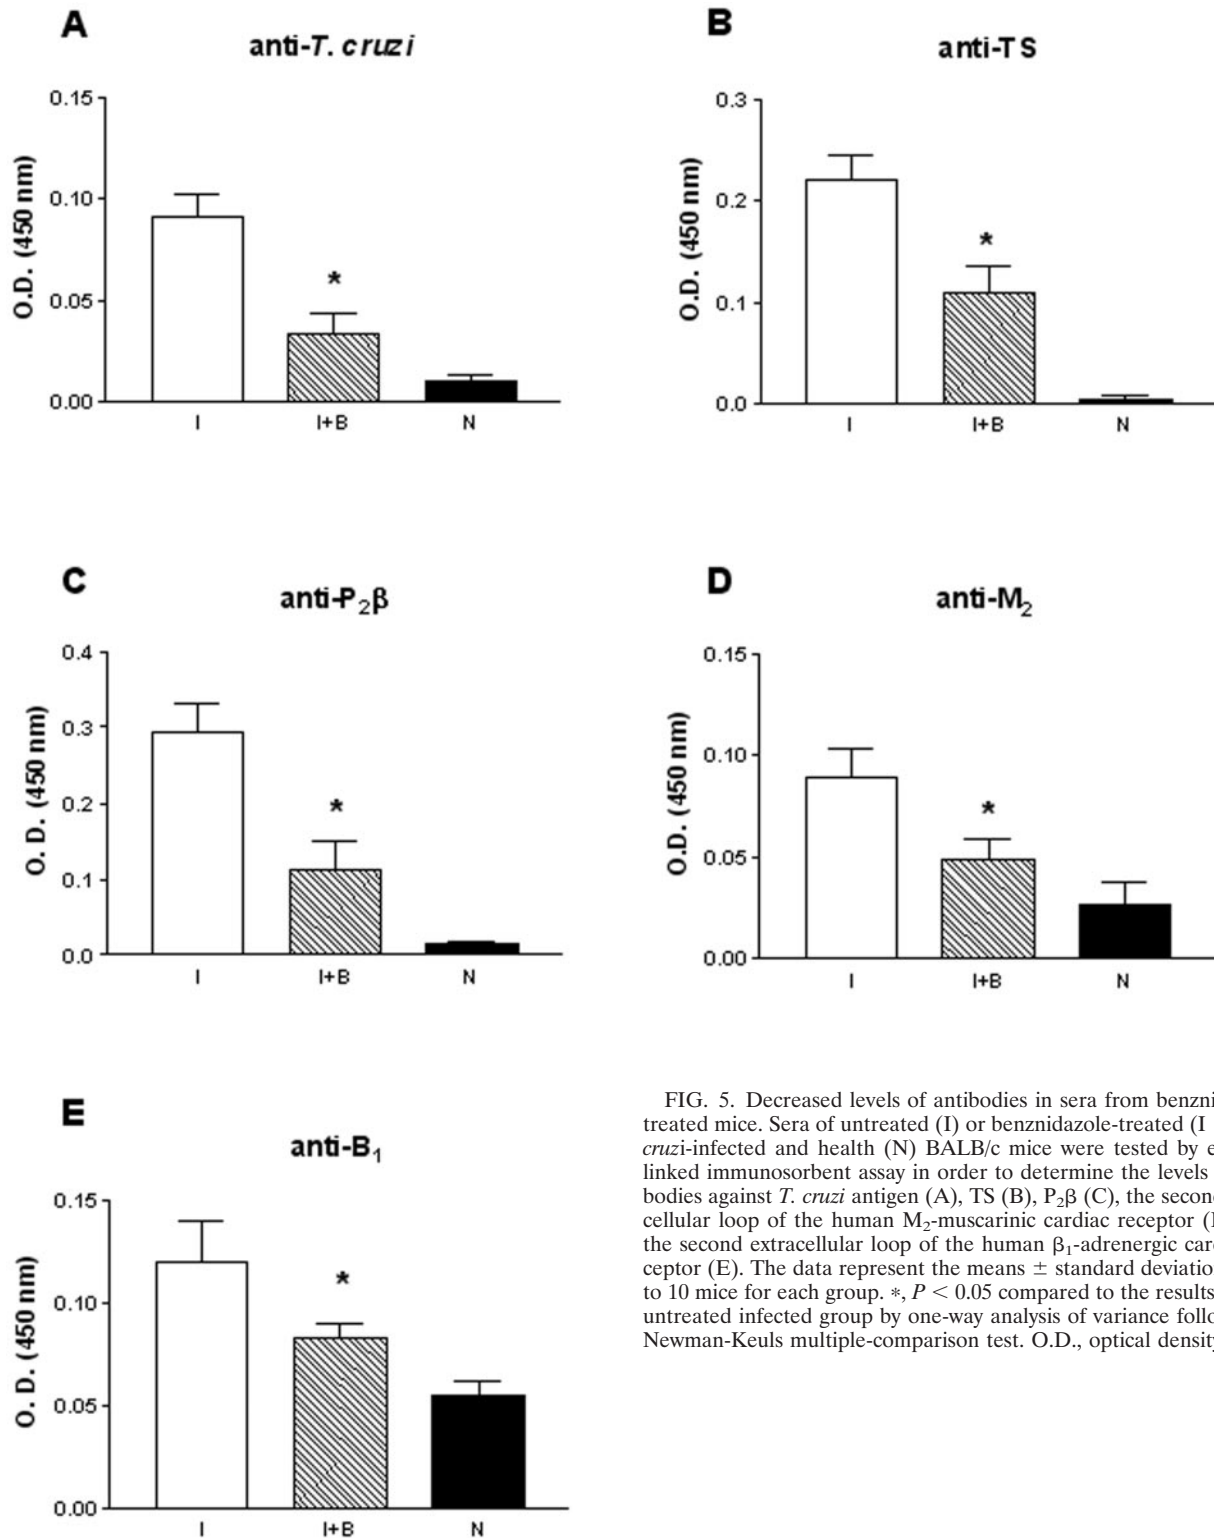 A
anti-T. cruzi
O.D. (450 nm)
0.15
0.10
0.05
0.00
I
I+B
N
*
B
anti-TS
O.D. (450 nm)
0.3
0.2
0.1
0.0
I
I+B
N
*
C
anti-P₂β
O. D. (450 nm)
0.4
0.3
0.2
0.1
0.0
I
I+B
N
*
D
anti-M₂
O.D. (450 nm)
0.15
0.10
0.05
0.00
I
I+B
N
*
E
anti-B₁
O. D. (450 nm)
0.15
0.10
0.05
0.00
I
I+B
N
*
FIG. 5. Decreased levels of antibodies in sera from benzni
treated mice. Sera of untreated (I) or benznidazole-treated (I
cruzi-infected and health (N) BALB/c mice were tested by e
linked immunosorbent assay in order to determine the levels
bodies against T. cruzi antigen (A), TS (B), P₂β (C), the second
cellular loop of the human M₂-muscarinic cardiac receptor (
the second extracellular loop of the human β₁-adrenergic car
ceptor (E). The data represent the means ± standard deviation
to 10 mice for each group. *, P < 0.05 compared to the results
untreated infected group by one-way analysis of variance follo
Newman-Keuls multiple-comparison test. O.D., optical density